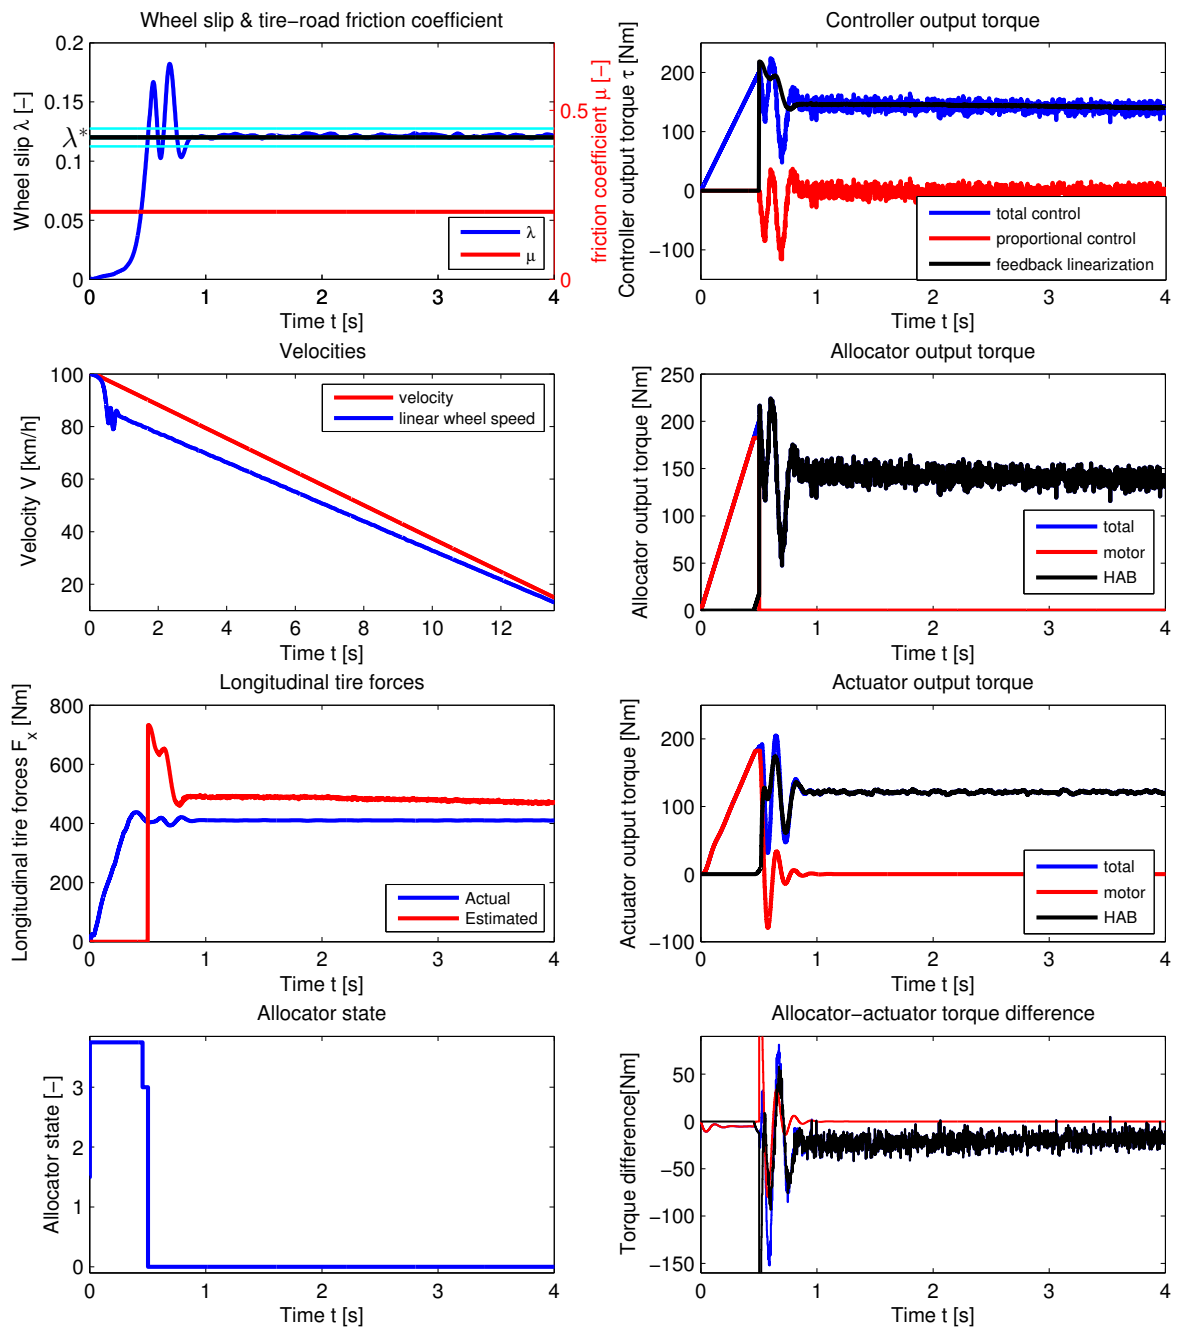 Wheel slip & tire−road friction coefficient
Wheel slip λ [−]
0.2
0.15
λ*
0.1
0.05
0
0.5
0
friction coefficient μ [−]
λ
μ
0 1 2 3 4
Time t [s]
Controller output torque
Controller output torque τ [Nm]
200
100
0
−100
total control
proportional control
feedback linearization
0 1 2 3 4
Time t [s]
Velocities
Velocity V [km/h]
100
80
60
40
20
velocity
linear wheel speed
0 2 4 6 8 10 12
Time t [s]
Allocator output torque
Allocator output torque [Nm]
250
200
150
100
50
0
total
motor
HAB
0 1 2 3 4
Time t [s]
Longitudinal tire forces
Longitudinal tire forces F_x [Nm]
800
600
400
200
0
Actual
Estimated
0 1 2 3 4
Time t [s]
Actuator output torque
Actuator output torque [Nm]
200
100
0
−100
total
motor
HAB
0 1 2 3 4
Time t [s]
Allocator state
Allocator state [−]
3
2
1
0
0 1 2 3 4
Time t [s]
Allocator−actuator torque difference
Torque difference[Nm]
50
0
−50
−100
−150
0 1 2 3 4
Time t [s]